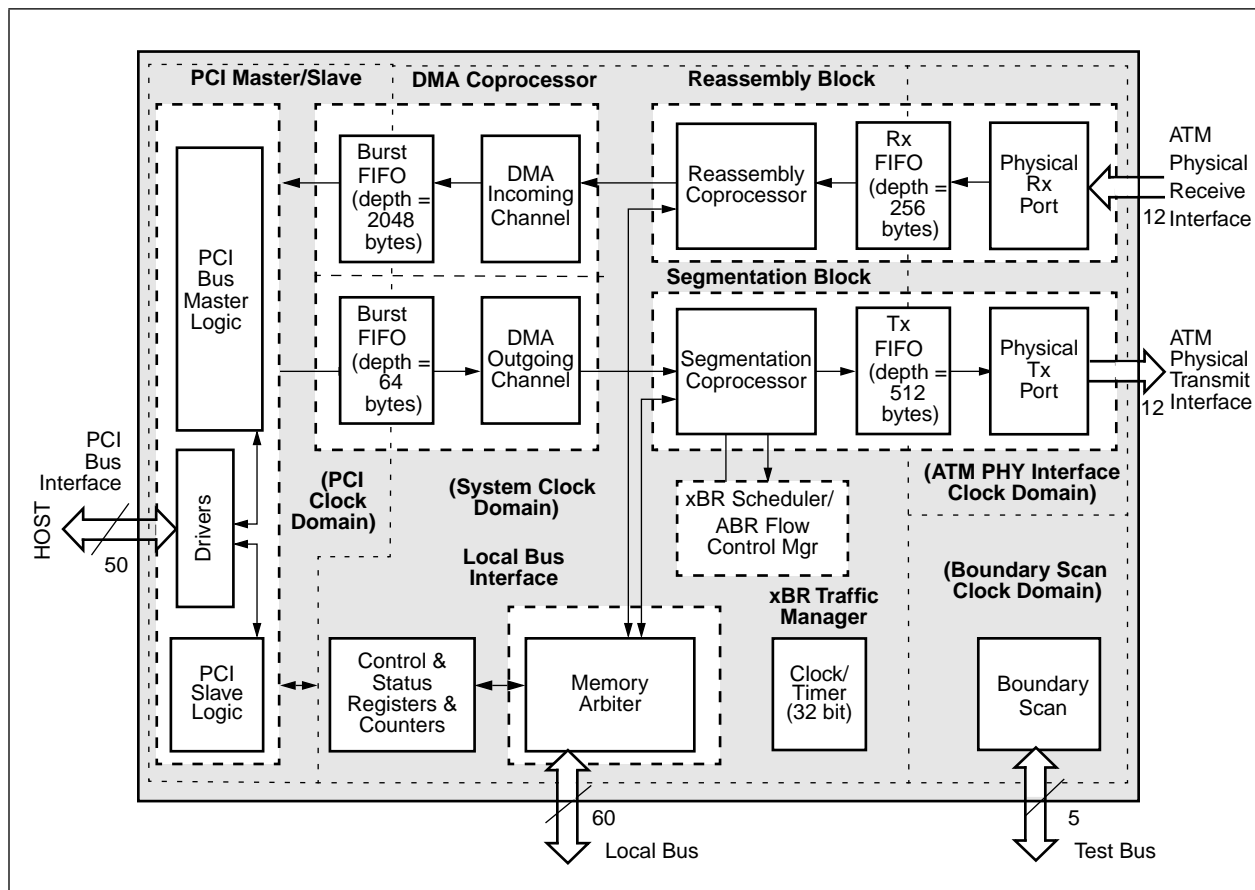 PCI Master/Slave
DMA Coprocessor
Reassembly Block
Burst
FIFO
(depth =
2048
bytes)
DMA
Incoming
Channel
Reassembly
Coprocessor
Rx
FIFO
(depth =
256
bytes)
Physical
Rx
Port
ATM
Physical
Receive
Interface
12
PCI
Bus
Master
Logic
Segmentation Block
Burst
FIFO
(depth =
64
bytes)
DMA
Outgoing
Channel
Segmentation
Coprocessor
Tx
FIFO
(depth =
512
bytes)
Physical
Tx
Port
ATM
Physical
Transmit
Interface
12
PCI
Bus
Interface
HOST
50
Drivers
(PCI
Clock
Domain)
(System Clock
Domain)
xBR Scheduler/
ABR Flow
Control Mgr
(ATM PHY Interface
Clock Domain)
Local Bus
Interface
xBR Traffic
Manager
(Boundary Scan
Clock Domain)
PCI
Slave
Logic
Control &
Status
Registers &
Counters
Memory
Arbiter
Clock/
Timer
(32 bit)
Boundary
Scan
60
Local Bus
5
Test Bus